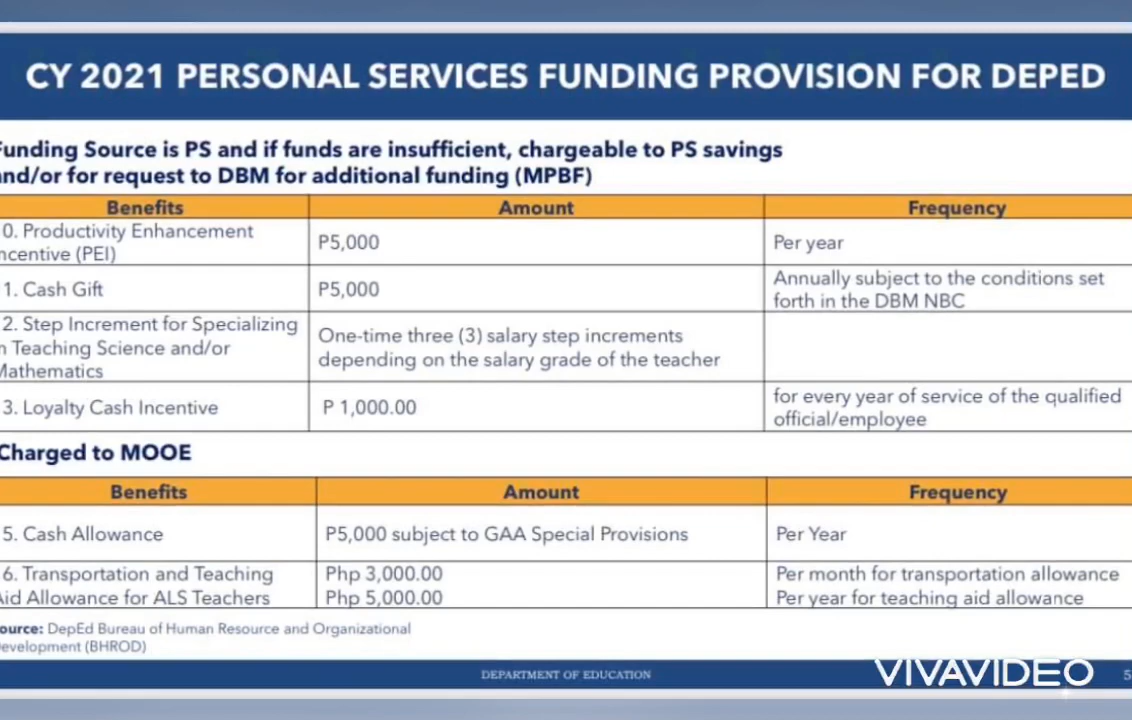 CY 2021 PERSONAL SERVICES FUNDING PROVISION FOR DEPED
Funding Source is PS and if funds are insufficient, chargeable to PS savings
and/or for request to DBM for additional funding (MPBF)
Benefits Amount Frequency
0. Productivity Enhancement
ncentive (PEI)
P5,000
Per year
1. Cash Gift
P5,000
Annually subject to the conditions set
forth in the DBM NBC
2. Step Increment for Specializing
n Teaching Science and/or
Mathematics
One-time three (3) salary step increments
depending on the salary grade of the teacher
3. Loyalty Cash Incentive
P 1,000.00
for every year of service of the qualified
official/employee
Charged to MOOE
Benefits Amount Frequency
5. Cash Allowance
P5,000 subject to GAA Special Provisions
Per Year
6. Transportation and Teaching
Aid Allowance for ALS Teachers
Php 3,000.00
Php 5,000.00
Per month for transportation allowance
Per year for teaching aid allowance
ource: DepEd Bureau of Human Resource and Organizational
evelopment (BHROD)
DEPARTMENT OF EDUCATION
VIVAVIDEO
5